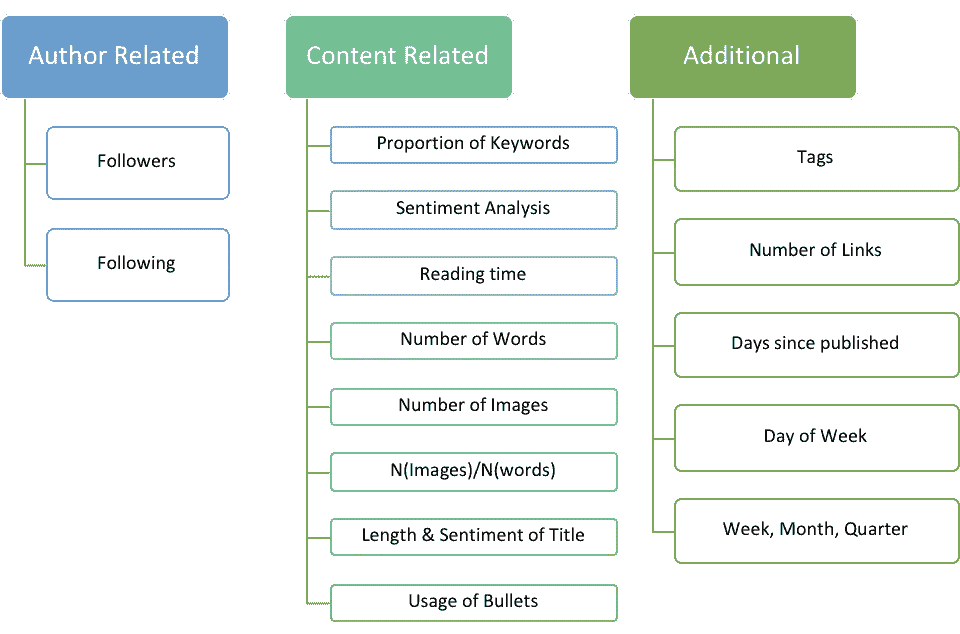 Author Related
Followers
Following
Content Related
Proportion of Keywords
Sentiment Analysis
Reading time
Number of Words
Number of Images
N(Images)/N(words)
Length & Sentiment of Title
Usage of Bullets
Additional
Tags
Number of Links
Days since published
Day of Week
Week, Month, Quarter